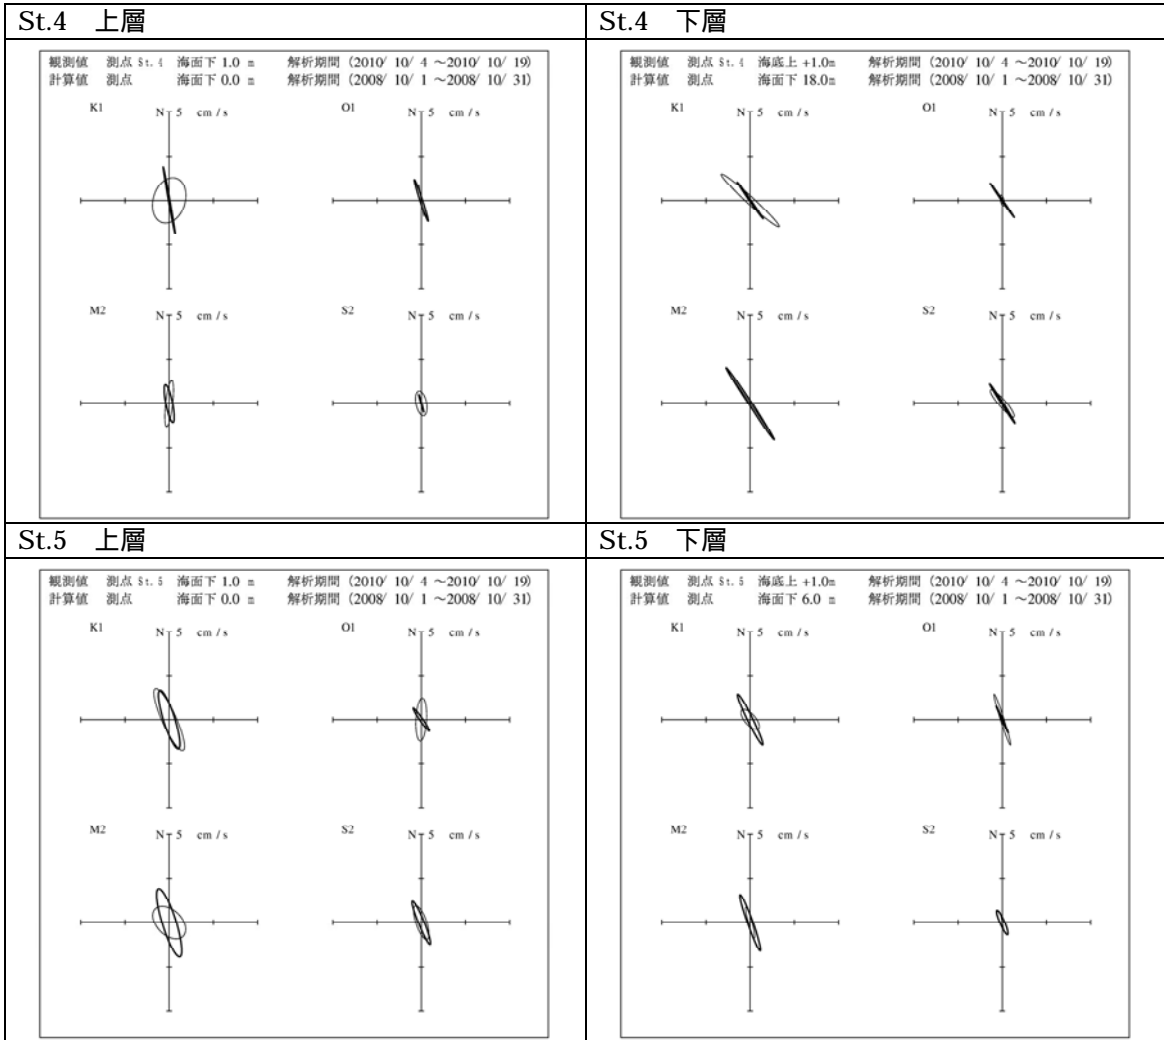 St.4 上層
St.4 下層
観測値 測点 St.4 海面下 1.0 m 解析期間 (2010/ 10/ 4 ～2010/ 10/ 19)
計算値 測点 海面下 0.0 m 解析期間 (2008/ 10/ 1 ～2008/ 10/ 31)
K1 N 5 cm / s O1 N 5 cm / s
M2 N 5 cm / s S2 N 5 cm / s
観測値 測点 St.4 海底上 +1.0m 解析期間 (2010/ 10/ 4 ～2010/ 10/ 19)
計算値 測点 海面下 18.0m 解析期間 (2008/ 10/ 1 ～2008/ 10/ 31)
K1 N 5 cm / s O1 N 5 cm / s
M2 N 5 cm / s S2 N 5 cm / s
St.5 上層
St.5 下層
観測値 測点 St.5 海面下 1.0 m 解析期間 (2010/ 10/ 4 ～2010/ 10/ 19)
計算値 測点 海面下 0.0 m 解析期間 (2008/ 10/ 1 ～2008/ 10/ 31)
K1 N 5 cm / s O1 N 5 cm / s
M2 N 5 cm / s S2 N 5 cm / s
観測値 測点 St.5 海底上 +1.0m 解析期間 (2010/ 10/ 4 ～2010/ 10/ 19)
計算値 測点 海面下 6.0 m 解析期間 (2008/ 10/ 1 ～2008/ 10/ 31)
K1 N 5 cm / s O1 N 5 cm / s
M2 N 5 cm / s S2 N 5 cm / s